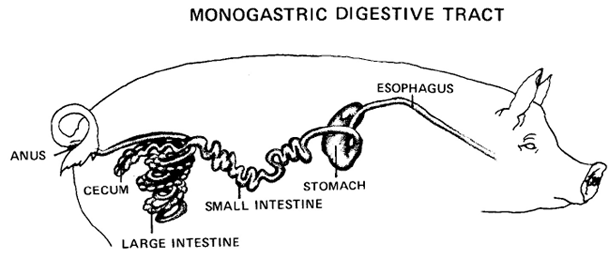 MONOGASTRIC DIGESTIVE TRACT
ESOPHAGUS
ANUS
CECUM
STOMACH
SMALL INTESTINE
LARGE INTESTINE